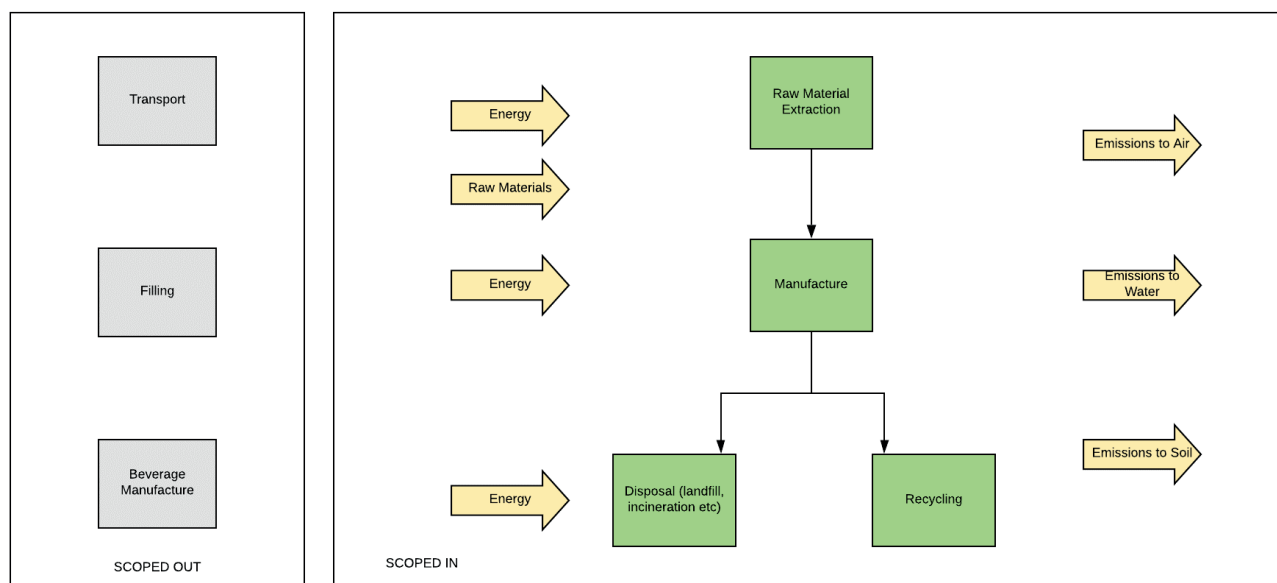 Transport
Filling
Beverage
Manufacture
SCOPED OUT
Energy
Raw Materials
Energy
Energy
Raw Material
Extraction
Manufacture
Disposal (landfill,
incineration etc)
Recycling
Emissions to Air
Emissions to
Water
Emissions to Soil
SCOPED IN